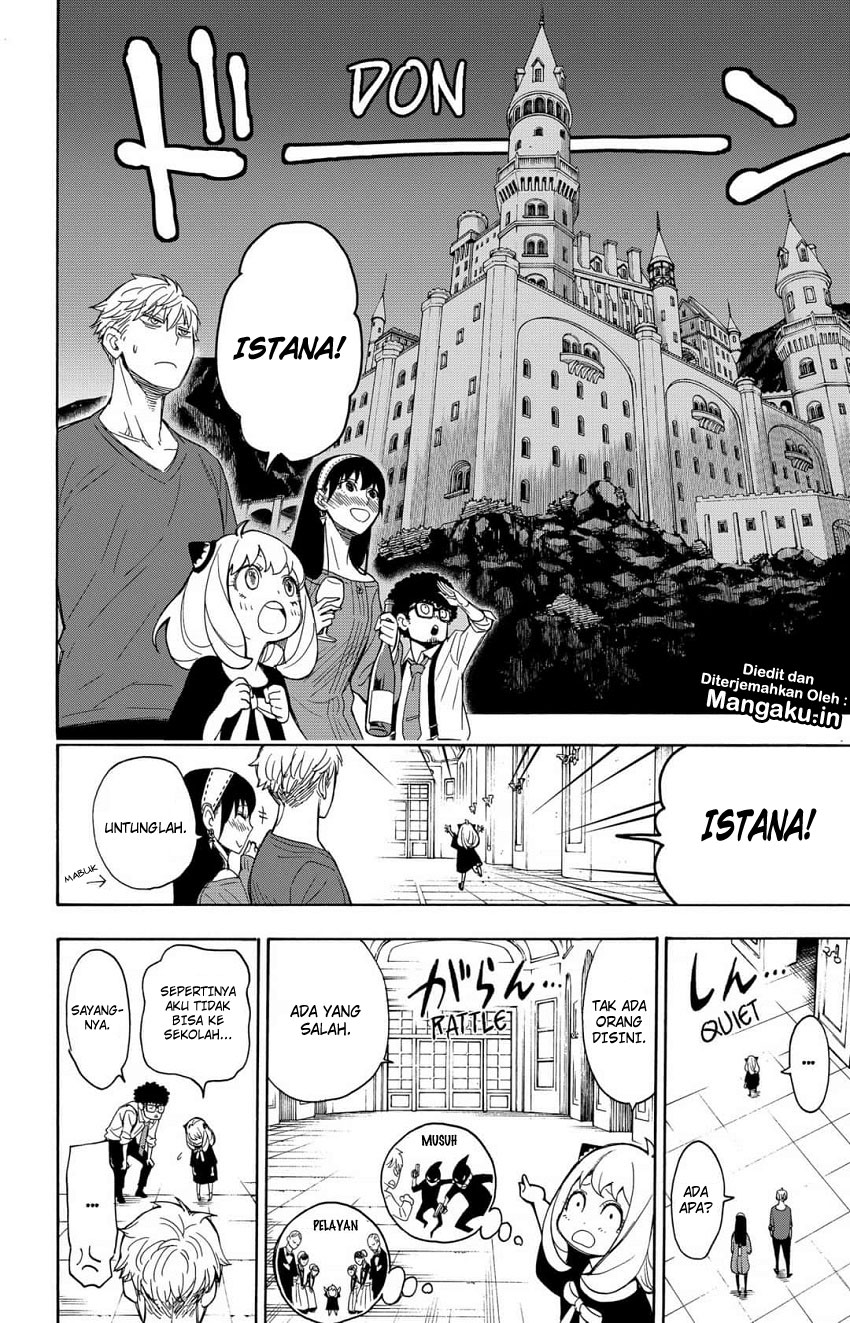 ドーン
DON
ISTANA!
Diedit dan
Diterjemahkan Oleh :
Mangaku.in
ISTANA!
UNTUNGLAH.
MABUK
しん…
QUIET
...
ADA
APA?
TAK ADA
ORANG
DISINI.
がらん…
RATTLE
ADA YANG
SALAH.
MUSUH
PELAYAN
SEPERTINYA
AKU TIDAK
BISA KE
SEKOLAH...
SAYANG-
NYA.
...